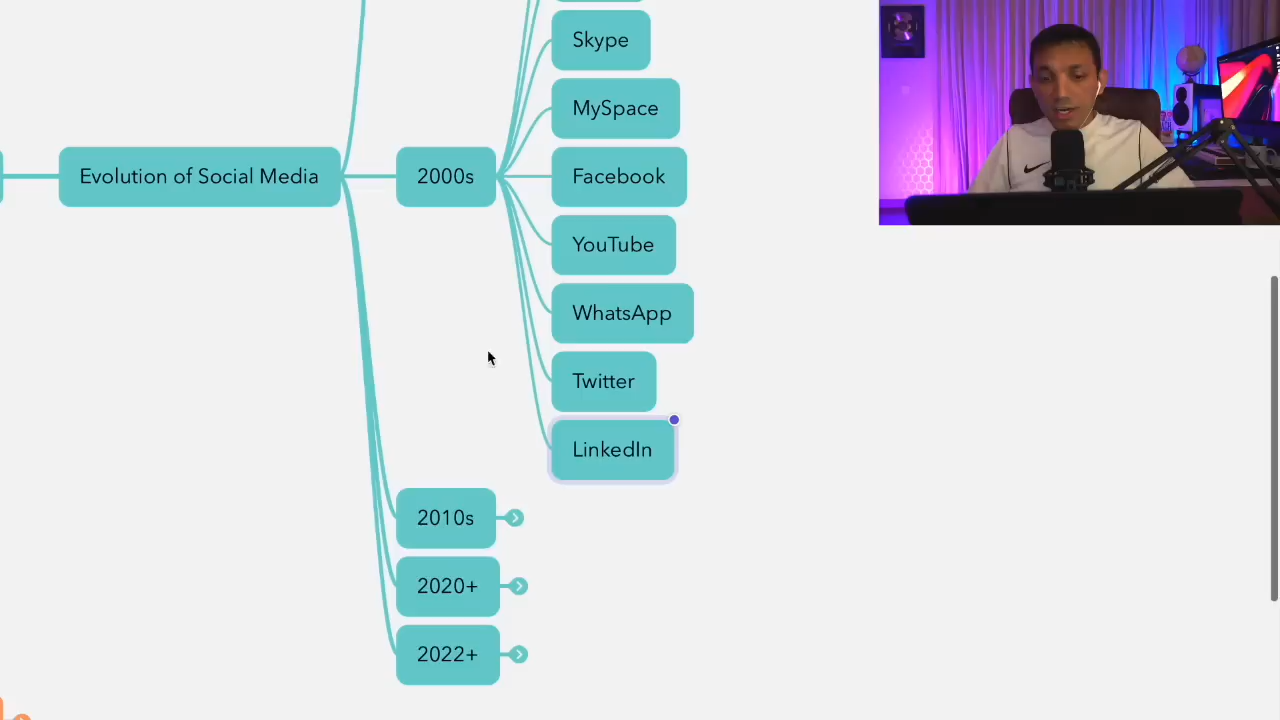 Skype
MySpace
Evolution of Social Media
2000s
Facebook
YouTube
WhatsApp
Twitter
LinkedIn
2010s
2020+
2022+